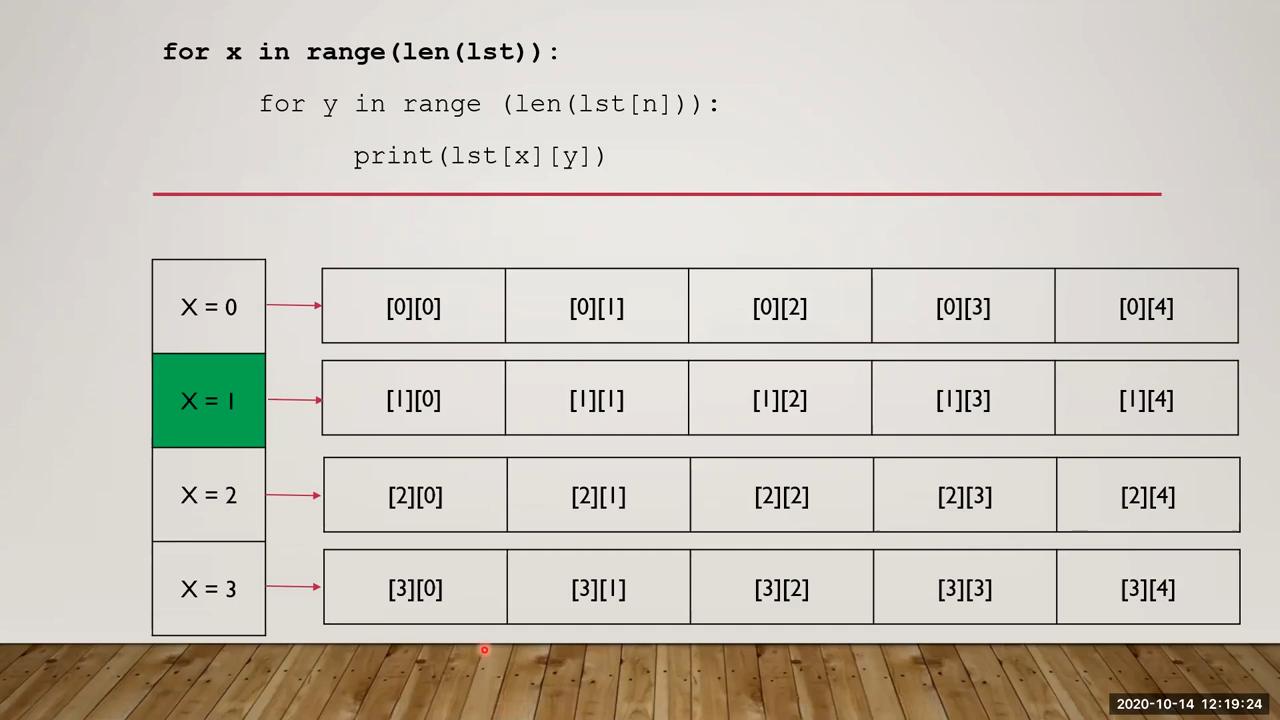 for x in range(len(lst)):
for y in range (len(lst[n])):
print(lst[x][y])
X = 0 [0][0] [0][1] [0][2] [0][3] [0][4]
X = 1 [1][0] [1][1] [1][2] [1][3] [1][4]
X = 2 [2][0] [2][1] [2][2] [2][3] [2][4]
X = 3 [3][0] [3][1] [3][2] [3][3] [3][4]
2020-10-14 12:19:24